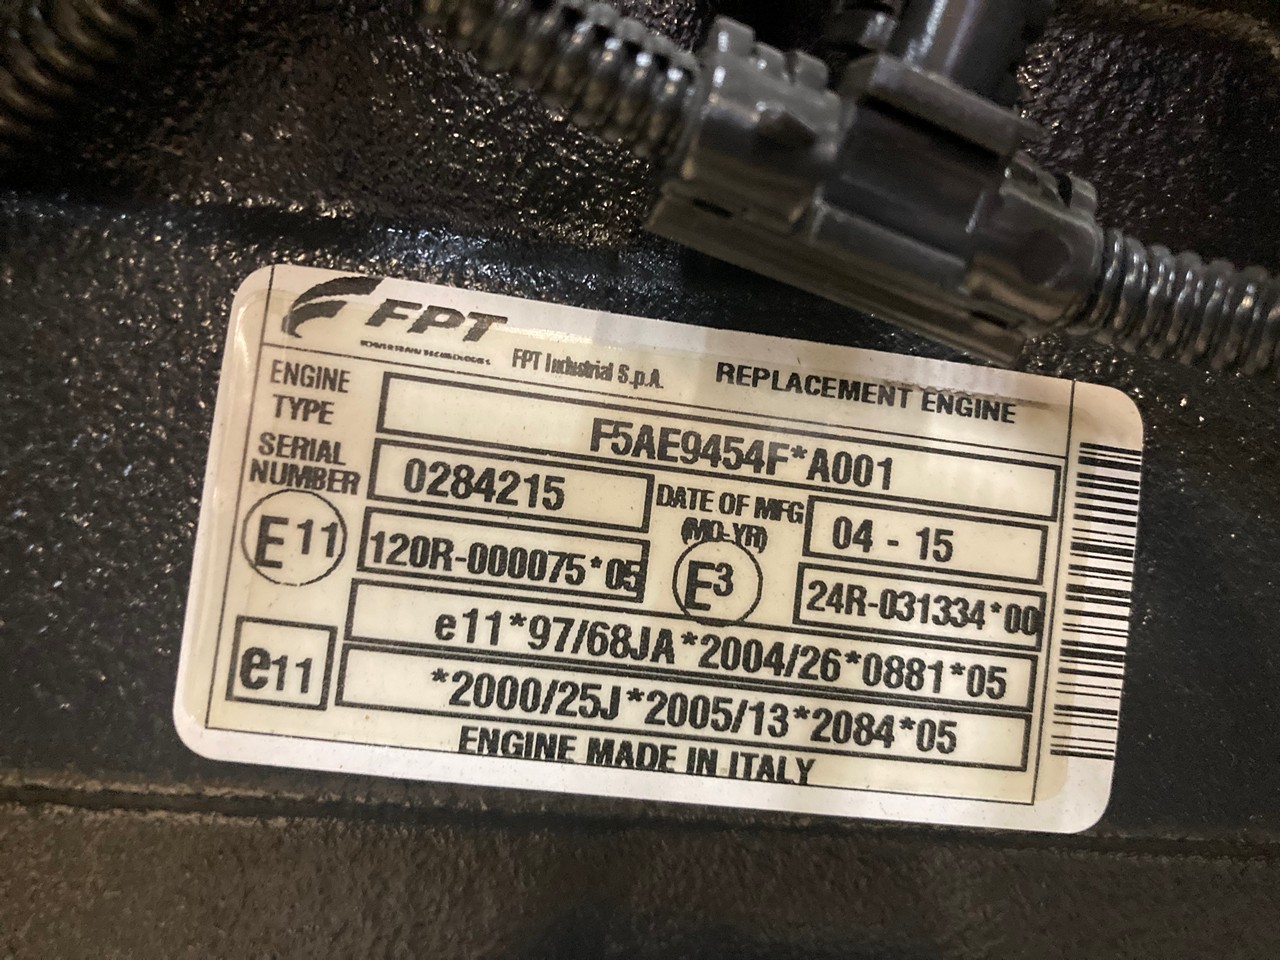 FPT
POWERTRAIN TECHNOLOGIES
FPT Industrial S.p.A.
REPLACEMENT ENGINE
ENGINE TYPE
F5AE9454F*A001
SERIAL NUMBER
0284215
DATE OF MFG (MO-YR)
04 - 15
E11
120R-000075*05
E3
24R-031334*00
e11*97/68JA*2004/26*0881*05
e11
*2000/25J*2005/13*2084*05
ENGINE MADE IN ITALY